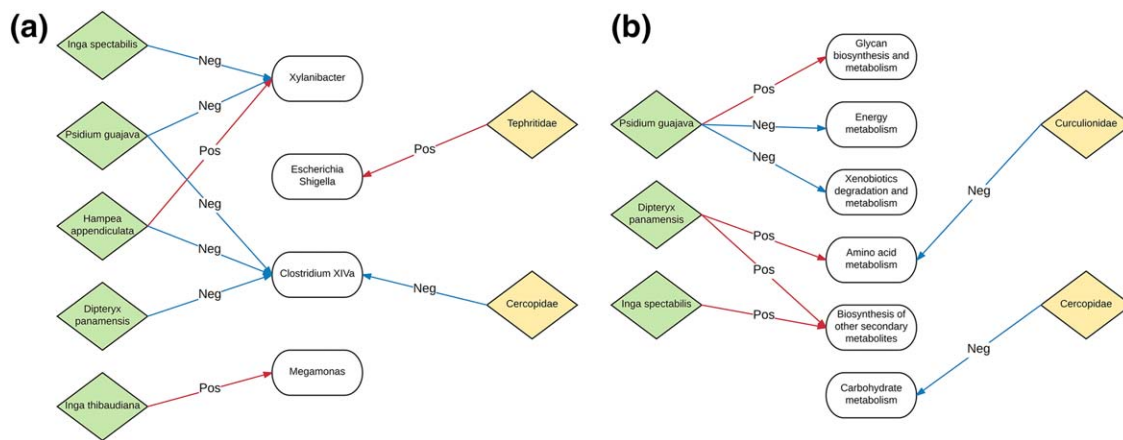 (a)
Inga spectabilis
Neg
Xylanibacter
Psidium guajava
Neg
Tephritidae
Pos
Pos
Escherichia
Shigella
Neg
Hampea
appendiculata
Neg
Clostridium XIVa
Neg
Dipteryx
panamensis
Neg
Cercopidae
Inga thibaudiana
Pos
Megamonas
(b)
Glycan
biosynthesis and
metabolism
Pos
Psidium guajava
Neg
Energy
metabolism
Curculionidae
Neg
Xenobiotics
degradation and
metabolism
Neg
Dipteryx
panamensis
Pos
Amino acid
metabolism
Pos
Inga spectabilis
Pos
Biosynthesis of
other secondary
metabolites
Cercopidae
Neg
Carbohydrate
metabolism